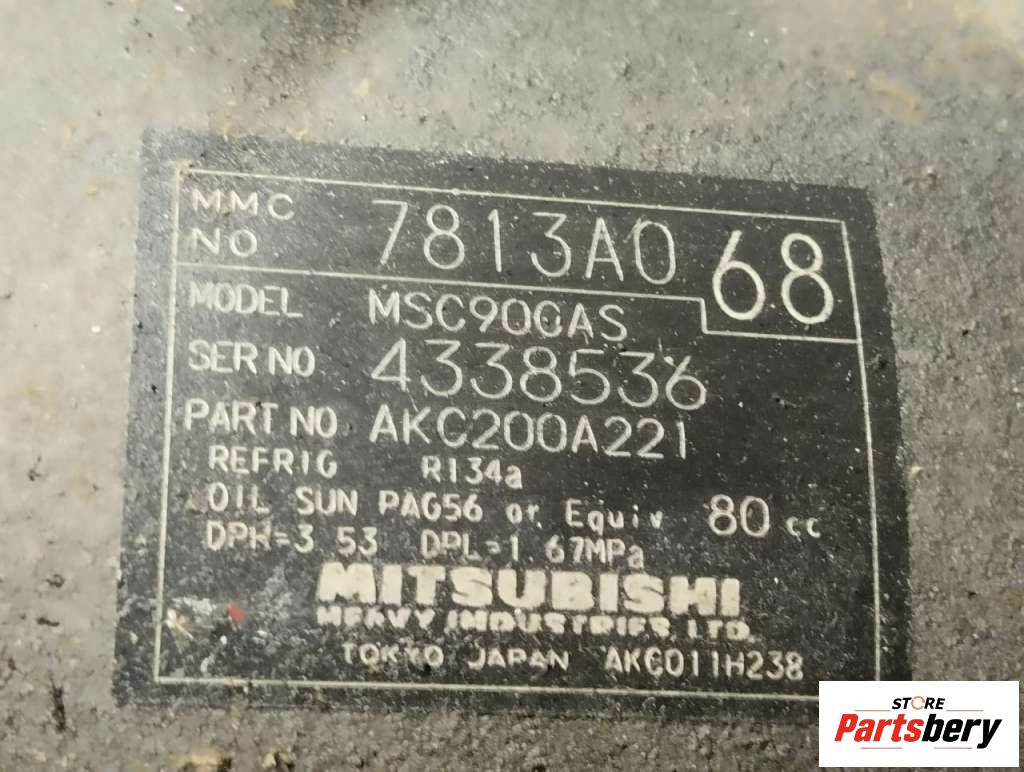 MMC NO 7813A0 68
MODEL MSC90CAS
SER NO 4338536
PART NO AKC200A221
REFRIG R134a
OIL SUN PAG56 or Equiv 80 cc
DPH=3.53 DPL=1.67MPa
MITSUBISHI
HEAVY INDUSTRIES, LTD.
TOKYO JAPAN AKC011H238
STORE
Partsbery